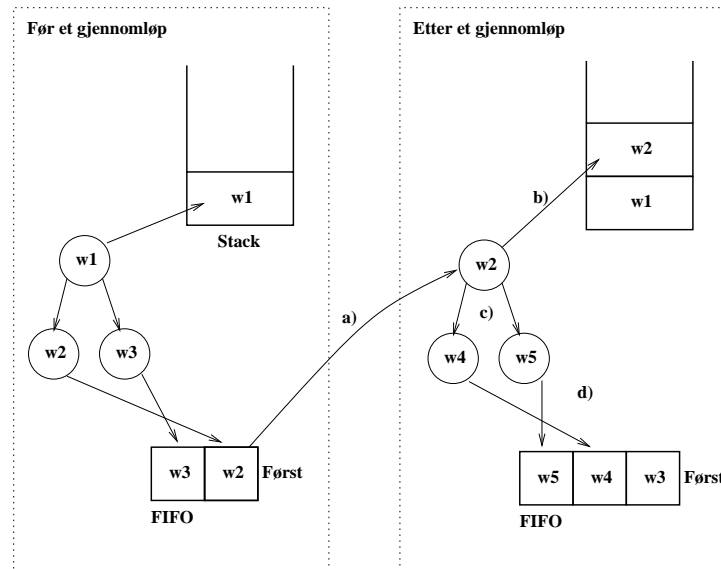 Før et gjennomløp
w1
Stack
w1
w2
w3
w3
w2
Først
FIFO
a)
Etter et gjennomløp
w2
w1
b)
w2
c)
w4
w5
d)
w5
w4
w3
Først
FIFO